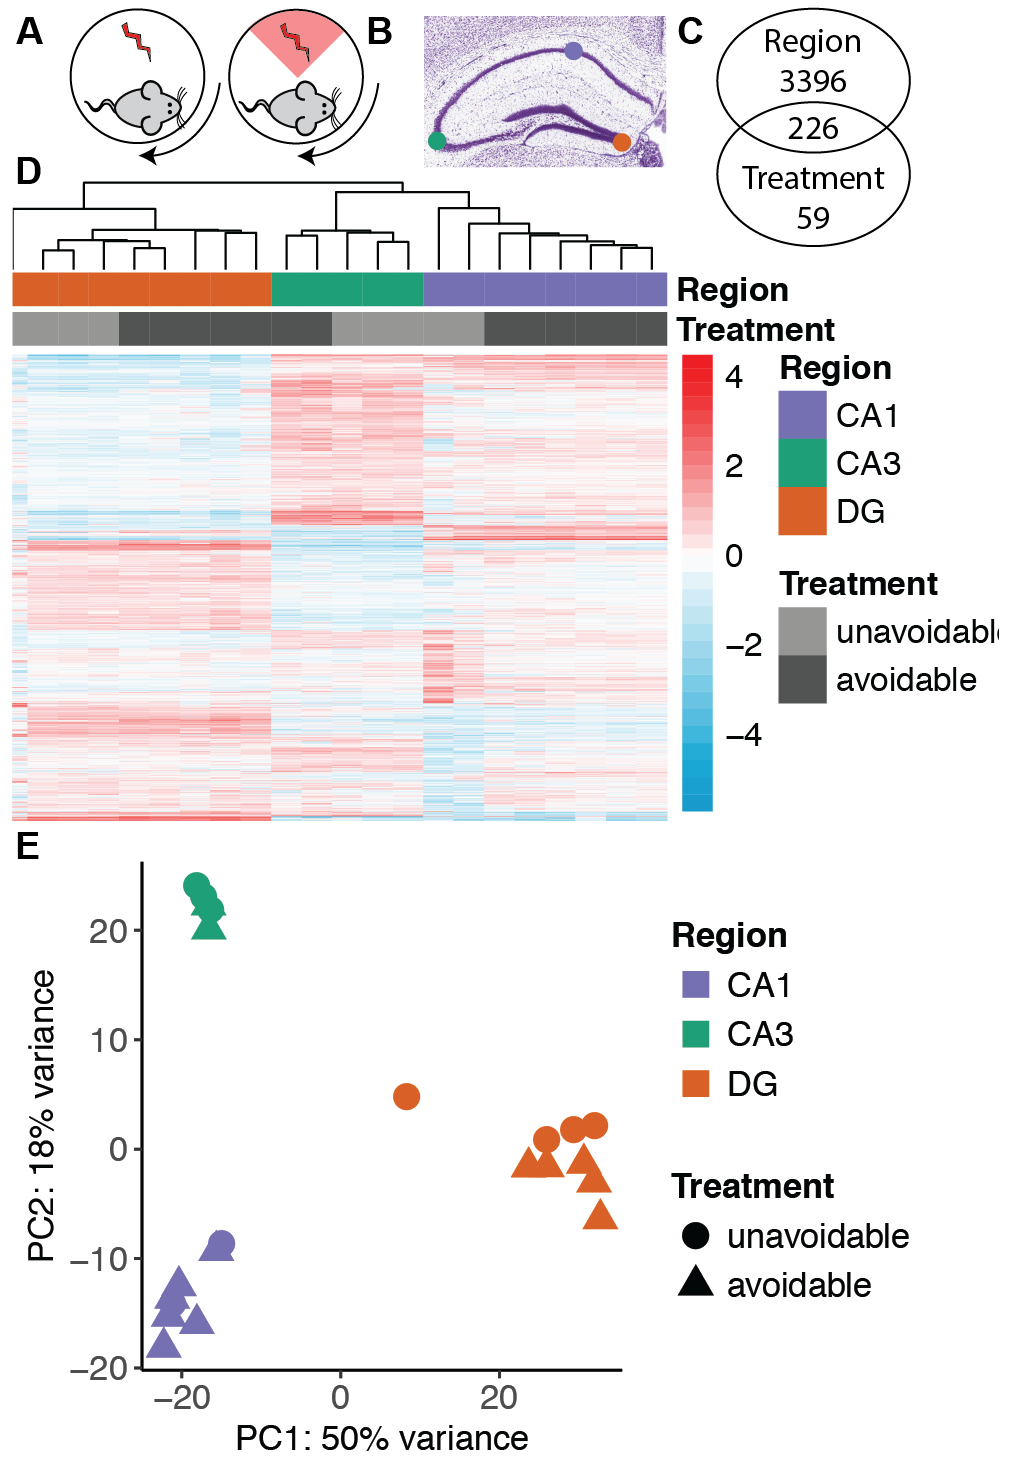 A
B
C
Region
3396
226
Treatment
59
D
Region
Treatment
4
2
0
−2
−4
Region
CA1
CA3
DG
Treatment
unavoidabl
avoidable
E
20
10
0
−10
−20
PC2: 18% variance
−20
0
20
PC1: 50% variance
Region
CA1
CA3
DG
Treatment
unavoidable
avoidable